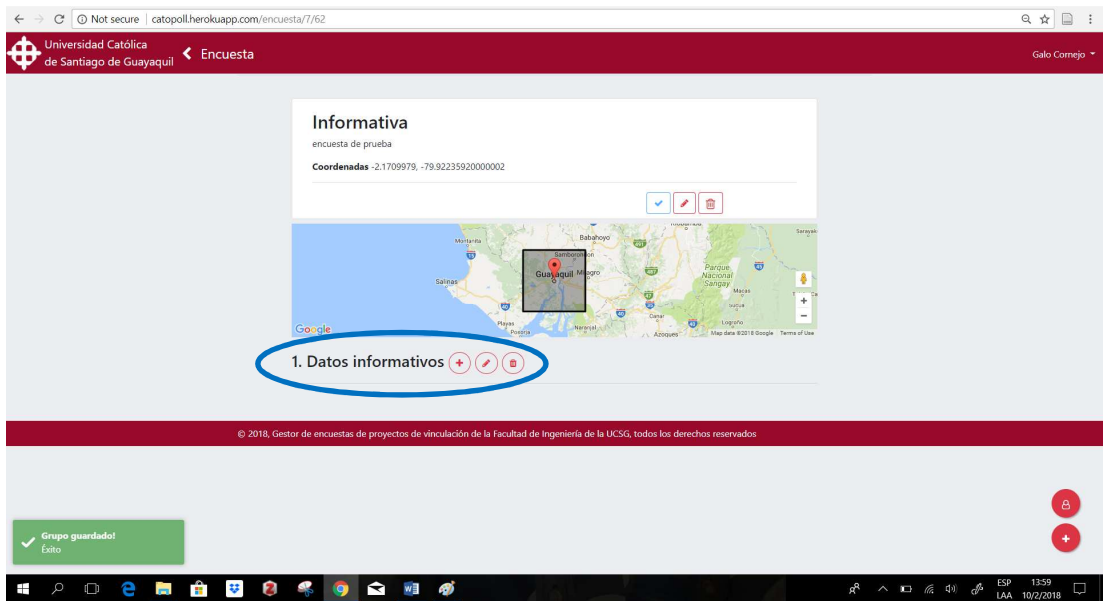 Not secure | catopoll.herokuapp.com/encuesta/7/62
Universidad Católica
de Santiago de Guayaquil
Encuesta
Galo Cornejo
Informativa
encuesta de prueba
Coordenadas -2.1709979, -79.92235920000002
Babahoyo
Montañita
Samborondon
Sarayak
Guayaquil Milagro
Parque
Nacional
Sangay
Salinas
Macas
Sucua
Playas
Cañar
Logroño
Posorja
Naranjal
Azogues
Google
Map data ©2018 Google Terms of Use
1. Datos informativos
© 2018, Gestor de encuestas de proyectos de vinculación de la Facultad de Ingeniería de la UCSG, todos los derechos reservados
Grupo guardado!
Éxito
ESP 13:59
LAA 10/2/2018